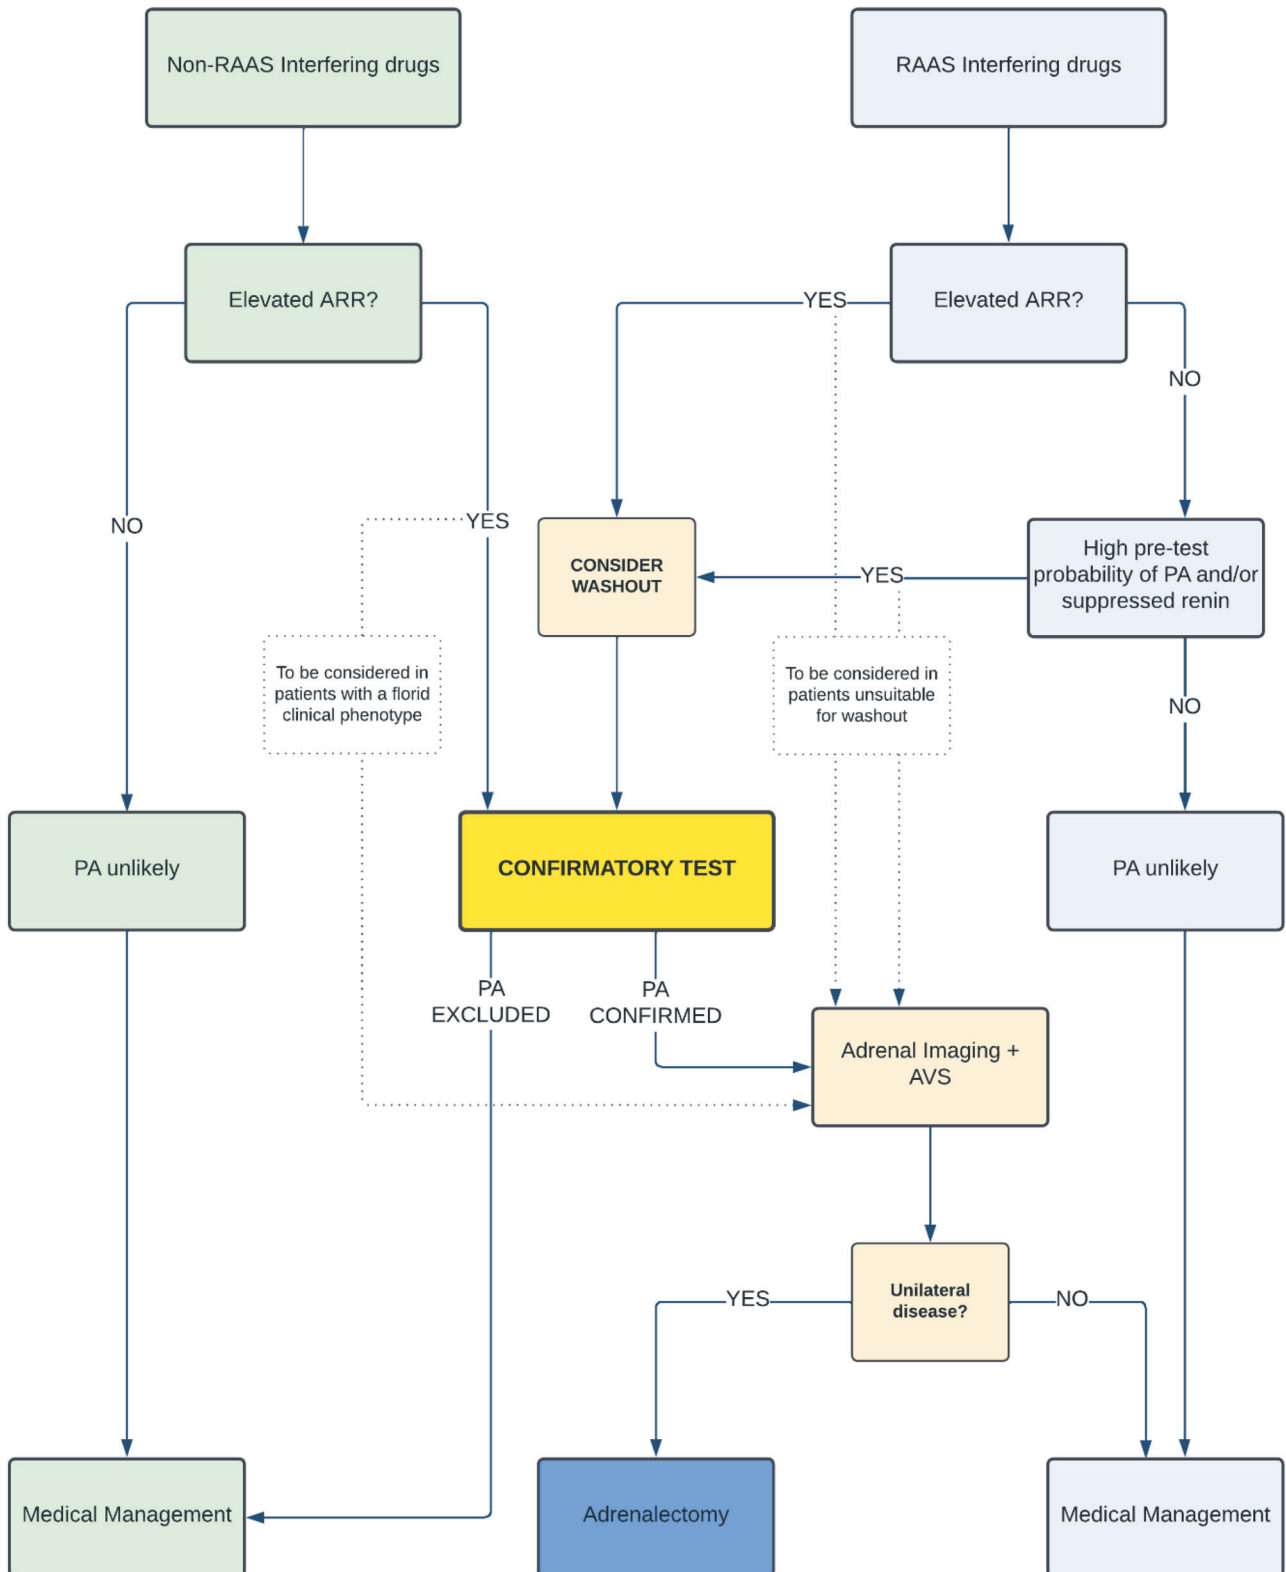 Non-RAAS Interfering drugs
RAAS Interfering drugs
Elevated ARR?
YES
Elevated ARR?
NO
NO
YES
CONSIDER
WASHOUT
YES
High pre-test
probability of PA and/or
suppressed renin
To be considered in
patients with a florid
clinical phenotype
To be considered in
patients unsuitable
for washout
NO
PA unlikely
CONFIRMATORY TEST
PA unlikely
PA
EXCLUDED
PA
CONFIRMED
Adrenal Imaging +
AVS
YES
Unilateral
disease?
NO
Medical Management
Adrenalectomy
Medical Management